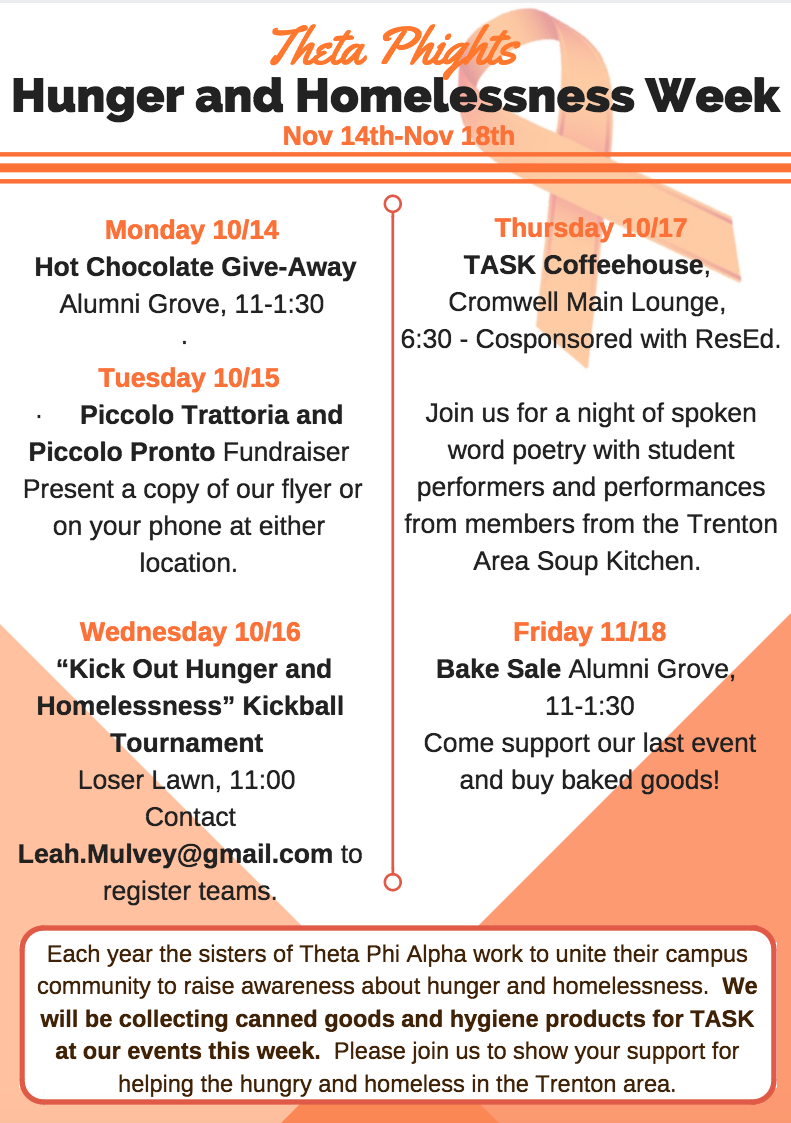 Theta Phights
Hunger and Homelessness Week
Nov 14th-Nov 18th
Monday 10/14
Hot Chocolate Give-Away
Alumni Grove, 11-1:30
.
Tuesday 10/15
· Piccolo Trattoria and
Piccolo Pronto Fundraiser
Present a copy of our flyer or
on your phone at either
location.
Wednesday 10/16
“Kick Out Hunger and
Homelessness” Kickball
Tournament
Loser Lawn, 11:00
Contact
Leah.Mulvey@gmail.com to
register teams.
Thursday 10/17
TASK Coffeehouse,
Cromwell Main Lounge,
6:30 - Cosponsored with ResEd.
Join us for a night of spoken
word poetry with student
performers and performances
from members from the Trenton
Area Soup Kitchen.
Friday 11/18
Bake Sale Alumni Grove,
11-1:30
Come support our last event
and buy baked goods!
Each year the sisters of Theta Phi Alpha work to unite their campus
community to raise awareness about hunger and homelessness. We
will be collecting canned goods and hygiene products for TASK
at our events this week. Please join us to show your support for
helping the hungry and homeless in the Trenton area.